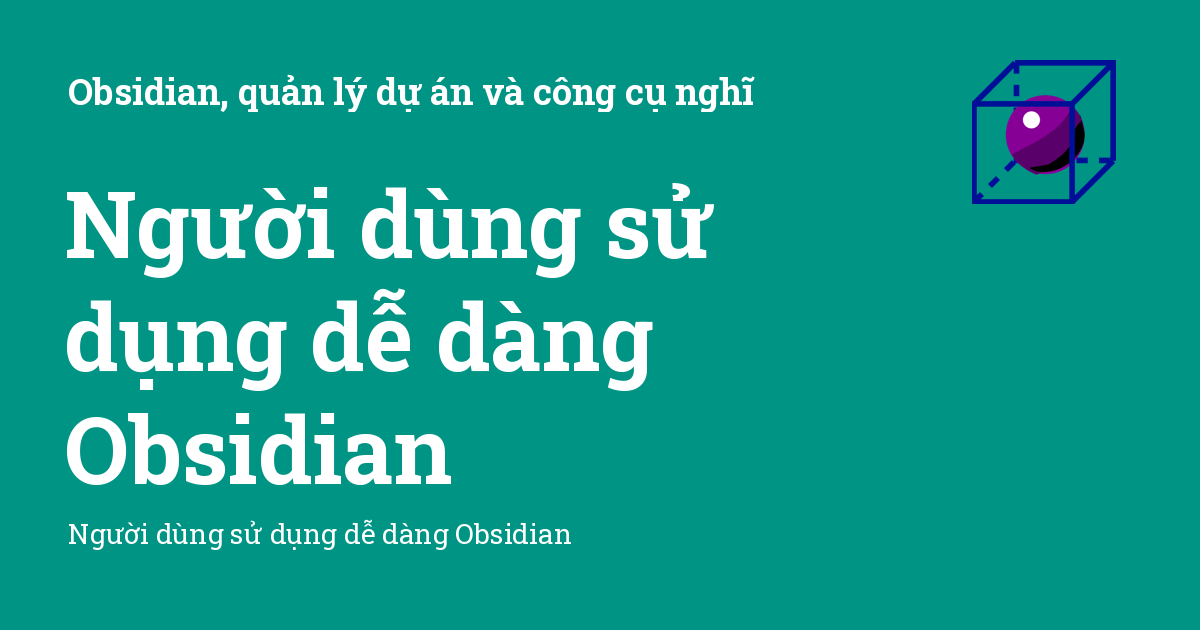 Obsidian, quản lý dự án và công cụ nghĩ
Người dùng sử
dụng dễ dàng
Obsidian
Người dùng sử dụng dễ dàng Obsidian